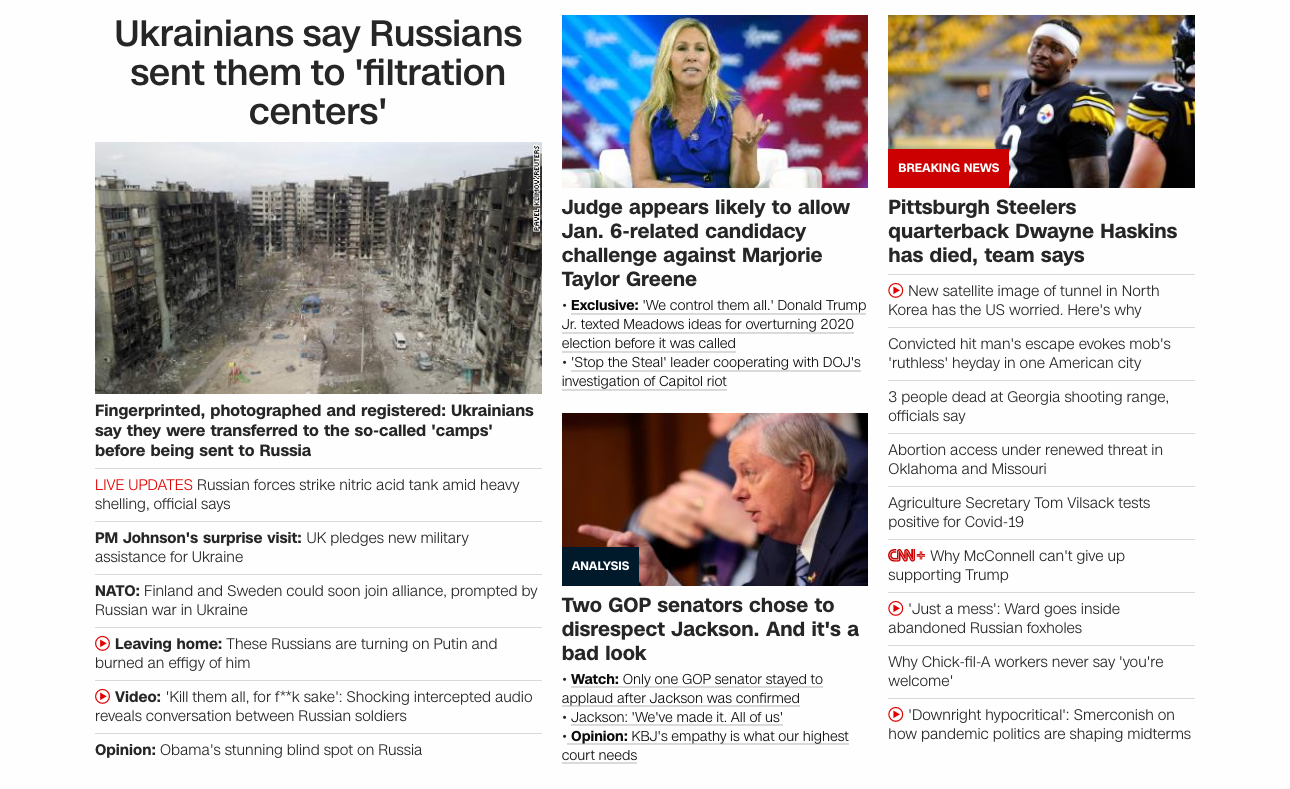 Ukrainians say Russians
sent them to 'filtration
centers'
PAVEL KLIMOV/REUTERS
Fingerprinted, photographed and registered: Ukrainians
say they were transferred to the so-called 'camps'
before being sent to Russia
LIVE UPDATES Russian forces strike nitric acid tank amid heavy
shelling, official says
PM Johnson's surprise visit: UK pledges new military
assistance for Ukraine
NATO: Finland and Sweden could soon join alliance, prompted by
Russian war in Ukraine
Leaving home: These Russians are turning on Putin and
burned an effigy of him
Video: 'Kill them all, for f**k sake': Shocking intercepted audio
reveals conversation between Russian soldiers
Opinion: Obama's stunning blind spot on Russia
Judge appears likely to allow
Jan. 6-related candidacy
challenge against Marjorie
Taylor Greene
• Exclusive: 'We control them all.' Donald Trump
Jr. texted Meadows ideas for overturning 2020
election before it was called
• 'Stop the Steal' leader cooperating with DOJ's
investigation of Capitol riot
ANALYSIS
Two GOP senators chose to
disrespect Jackson. And it's a
bad look
• Watch: Only one GOP senator stayed to
applaud after Jackson was confirmed
• Jackson: 'We've made it. All of us'
• Opinion: KBJ's empathy is what our highest
court needs
BREAKING NEWS
Pittsburgh Steelers
quarterback Dwayne Haskins
has died, team says
New satellite image of tunnel in North
Korea has the US worried. Here's why
Convicted hit man's escape evokes mob's
'ruthless' heyday in one American city
3 people dead at Georgia shooting range,
officials say
Abortion access under renewed threat in
Oklahoma and Missouri
Agriculture Secretary Tom Vilsack tests
positive for Covid-19
CNN+ Why McConnell can't give up
supporting Trump
'Just a mess': Ward goes inside
abandoned Russian foxholes
Why Chick-fil-A workers never say 'you're
welcome'
'Downright hypocritical': Smerconish on
how pandemic politics are shaping midterms